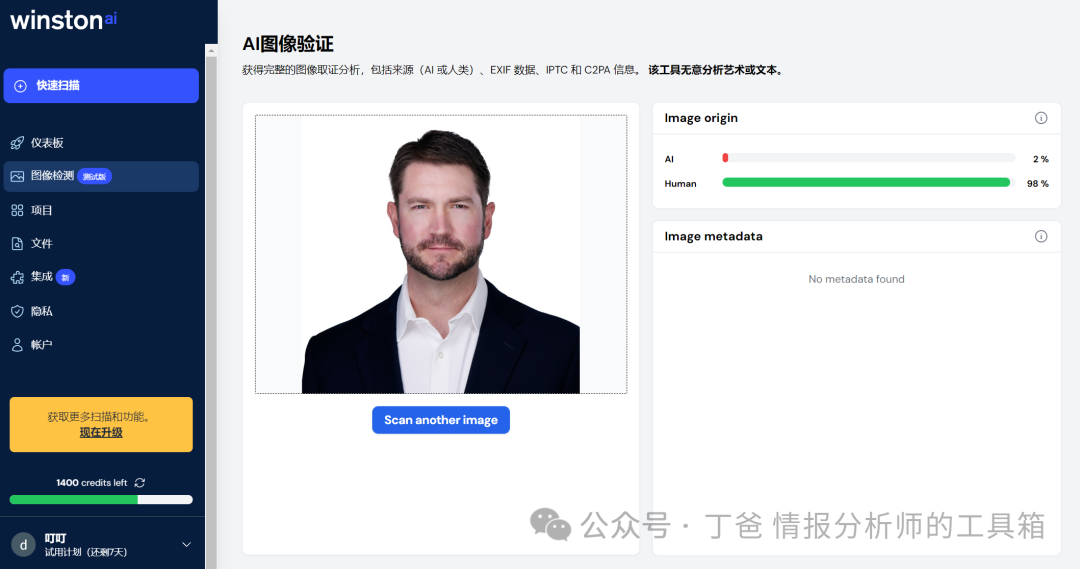 winston ai
快速扫描
仪表板
图像检测 测试版
项目
文件
集成 新
隐私
帐户
获取更多扫描和功能。
现在升级
1400 credits left
d
叮叮
试用计划（还剩7天）
AI图像验证
获得完整的图像取证分析，包括来源（AI 或人类）、EXIF 数据、IPTC 和 C2PA 信息。 该工具无意分析艺术或文本。
Scan another image
Image origin
AI 2 %
Human 98 %
Image metadata
No metadata found
公众号 · 丁爸 情报分析师的工具箱